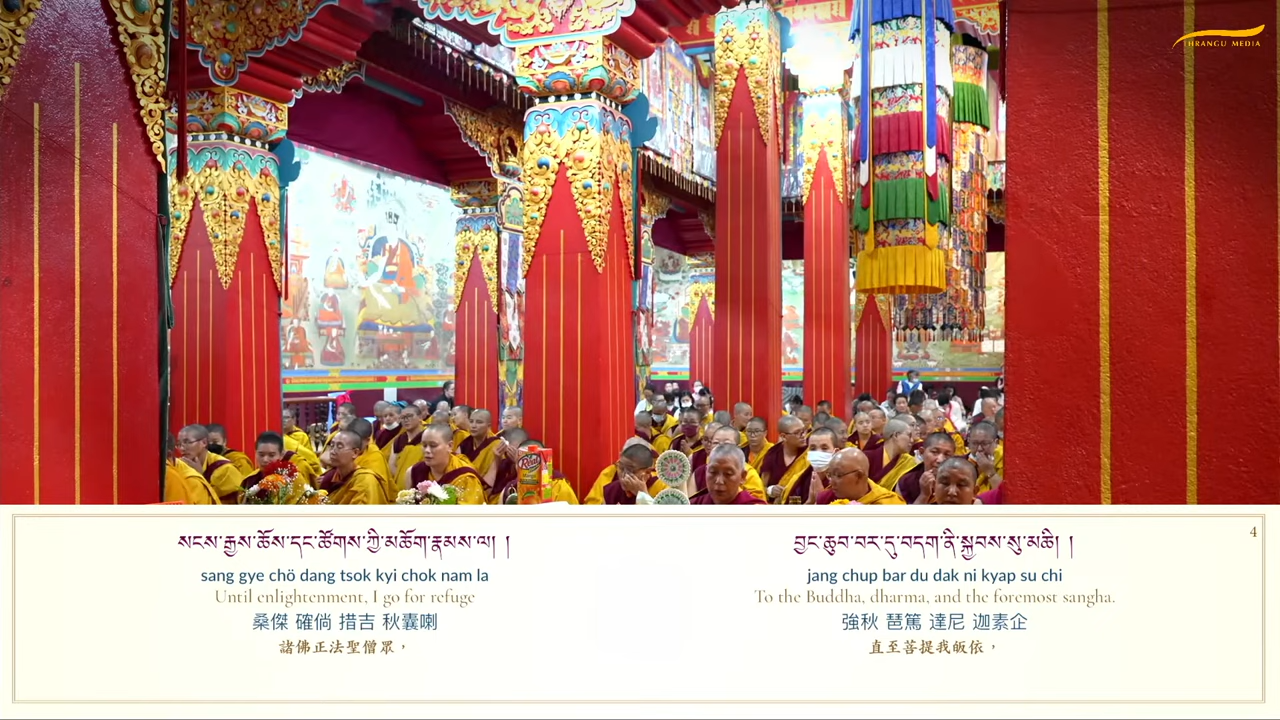 THRANGU MEDIA
Real
4
སངས་རྒྱས་ཆོས་དང་ཚོགས་ཀྱི་མཆོག་རྣམས་ལ། །
sang gye chö dang tsok kyi chok nam la
Until enlightenment, I go for refuge
桑傑 確倘 措吉 秋囊喇
諸佛正法聖僧眾，
བྱང་ཆུབ་བར་དུ་བདག་ནི་སྐྱབས་སུ་མཆི། །
jang chup bar du dak ni kyap su chi
To the Buddha, dharma, and the foremost sangha.
強秋 琶篤 達尼 迦素企
直至菩提我皈依，